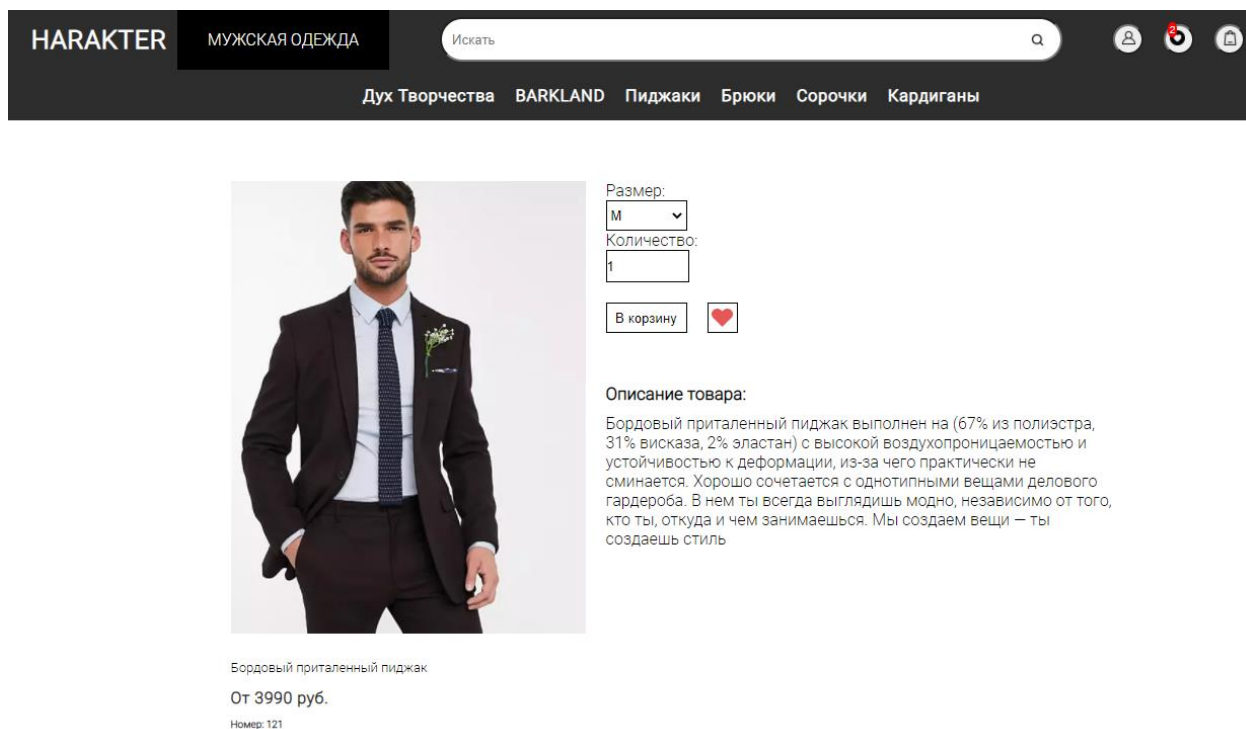 HARAKTER
МУЖСКАЯ ОДЕЖДА
Искать
2
Дух Творчества BARKLAND Пиджаки Брюки Сорочки Кардиганы
Размер:
M
Количество:
1
В корзину
Описание товара:
Бордовый приталенный пиджак выполнен на (67% из полиэстра,
31% висказа, 2% эластан) с высокой воздухопроницаемостью и
устойчивостью к деформации, из-за чего практически не
сминается. Хорошо сочетается с однотипными вещами делового
гардероба. В нем ты всегда выглядишь модно, независимо от того,
кто ты, откуда и чем занимаешься. Мы создаем вещи — ты
создаешь стиль
Бордовый приталенный пиджак
От 3990 руб.
Номер: 121